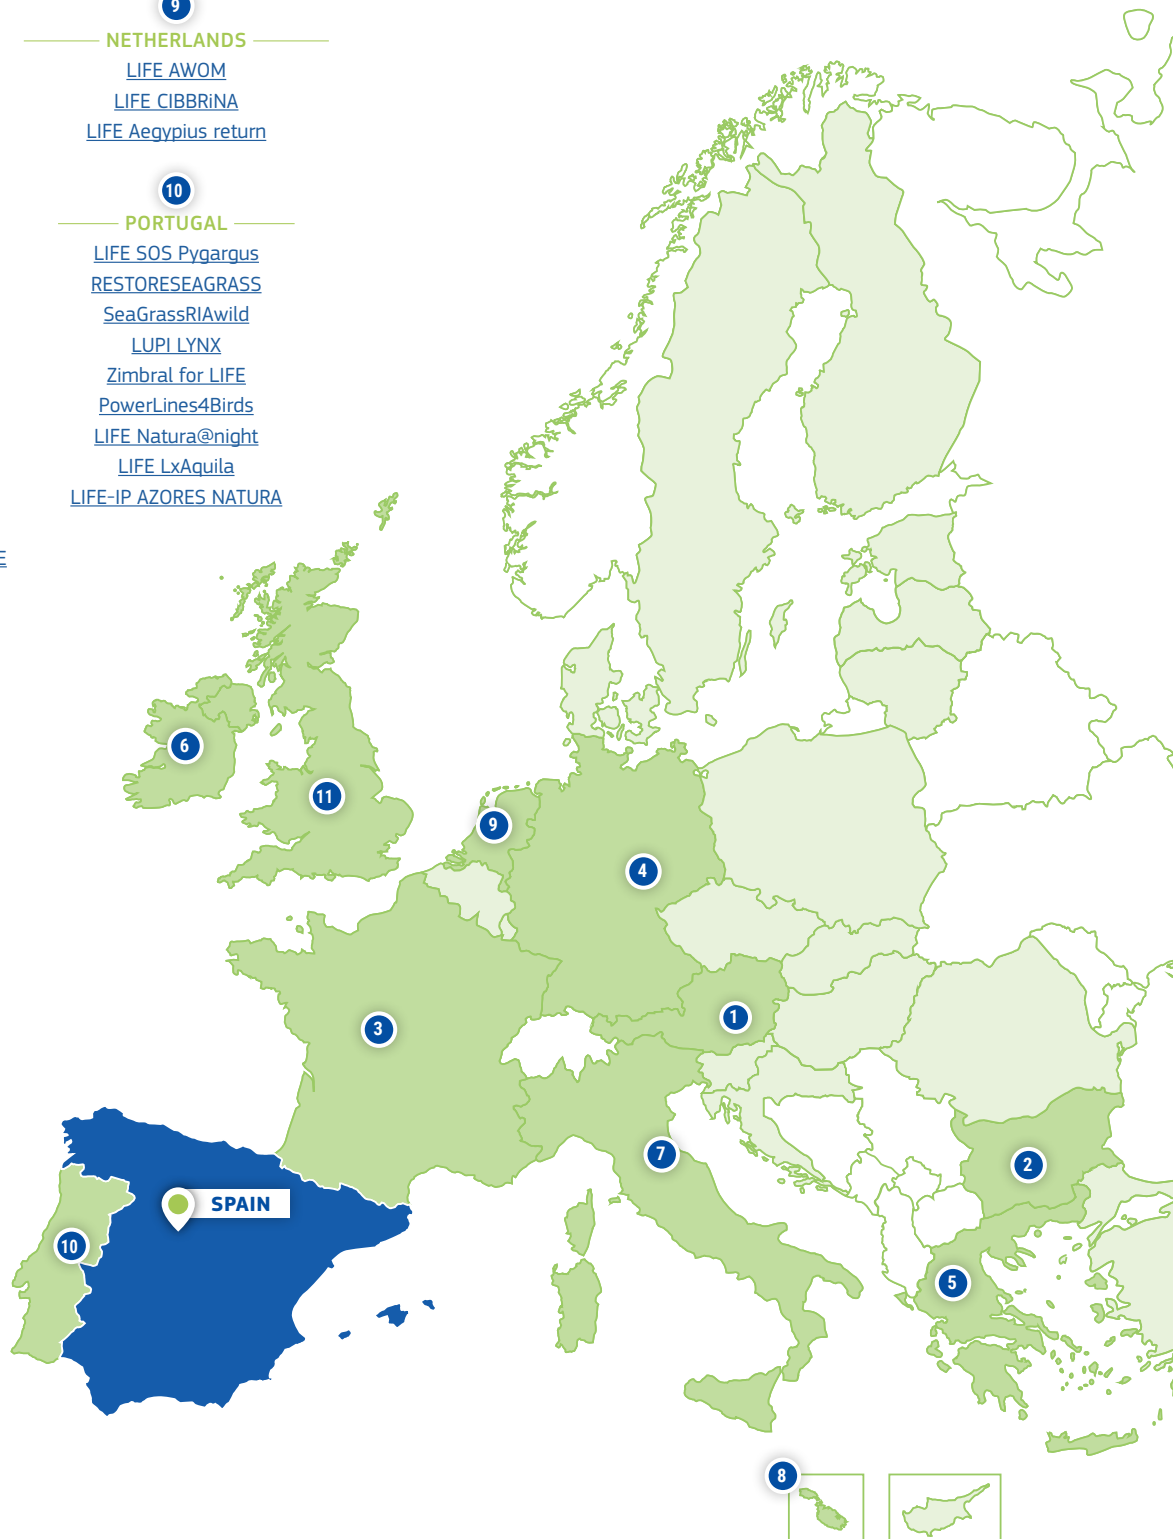 9
NETHERLANDS
LIFE AWOM
LIFE CIBBRiNA
LIFE Aegypius return
10
PORTUGAL
LIFE SOS Pygargus
RESTORESEAGRASS
SeaGrassRIAwild
LUPI LYNX
Zimbral for LIFE
PowerLines4Birds
LIFE Natura@night
LIFE LxAquila
LIFE-IP AZORES NATURA
E
6
11
9
4
3
1
7
2
SPAIN
10
5
8